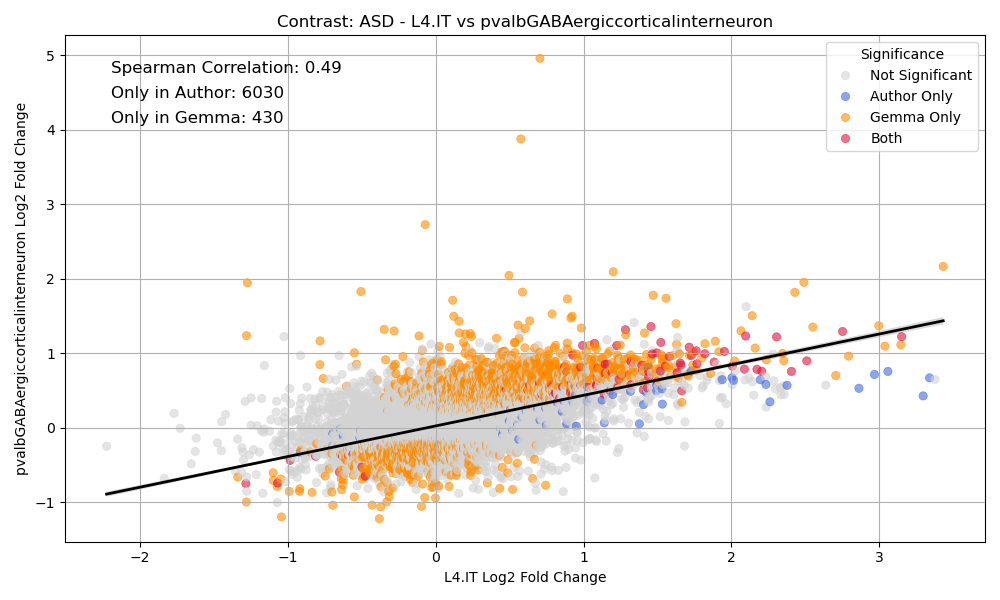 Contrast: ASD - L4.IT vs pvalbGABAergiccorticalinterneuron
Spearman Correlation: 0.49
Only in Author: 6030
Only in Gemma: 430
Significance
Not Significant
Author Only
Gemma Only
Both
pvalbGABAergiccorticalinterneuron Log2 Fold Change
5
4
3
2
1
0
−1
−2
−1
0
1
2
3
L4.IT Log2 Fold Change